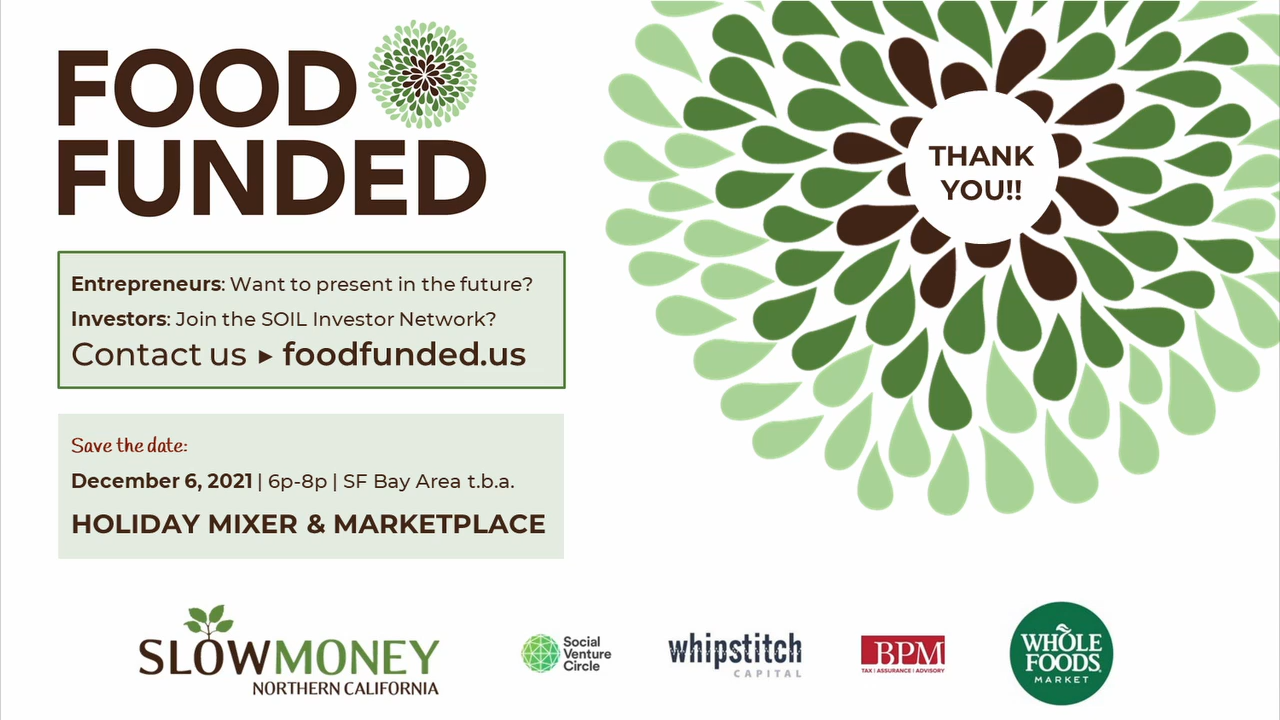 FOOD
FUNDED
THANK
YOU!!
Entrepreneurs: Want to present in the future?
Investors: Join the SOIL Investor Network?
Contact us ▸ foodfunded.us
Save the date:
December 6, 2021 | 6p-8p | SF Bay Area t.b.a.
HOLIDAY MIXER & MARKETPLACE
SLOWMONEY
NORTHERN CALIFORNIA
Social
Venture
Circle
whipstitch
CAPITAL
BPM
TAX | ASSURANCE | ADVISORY
WHOLE
FOODS
MARKET